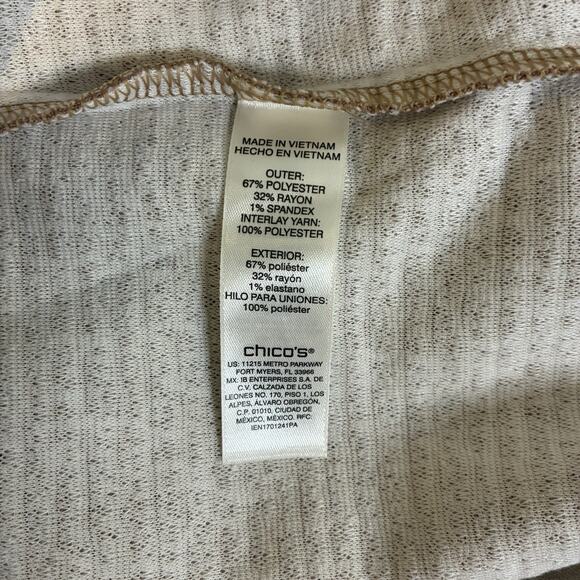 MADE IN VIETNAM
HECHO EN VIETNAM
OUTER:
67% POLYESTER
32% RAYON
1% SPANDEX
INTERLAY YARN:
100% POLYESTER
EXTERIOR:
67% poliéster
32% rayón
1% elastano
HILO PARA UNIONES:
100% poliéster
chico's®
US: 11215 METRO PARKWAY
FORT MYERS, FL 33966
MX: IB ENTERPRISES S.A. DE
C.V. CALZADA DE LOS
LEONES NO. 170, PISO 1, LOS
ALPES, ÁLVARO OBREGÓN,
C.P. 01010, CIUDAD DE
MÉXICO, MÉXICO. RFC:
IEN1701241PA